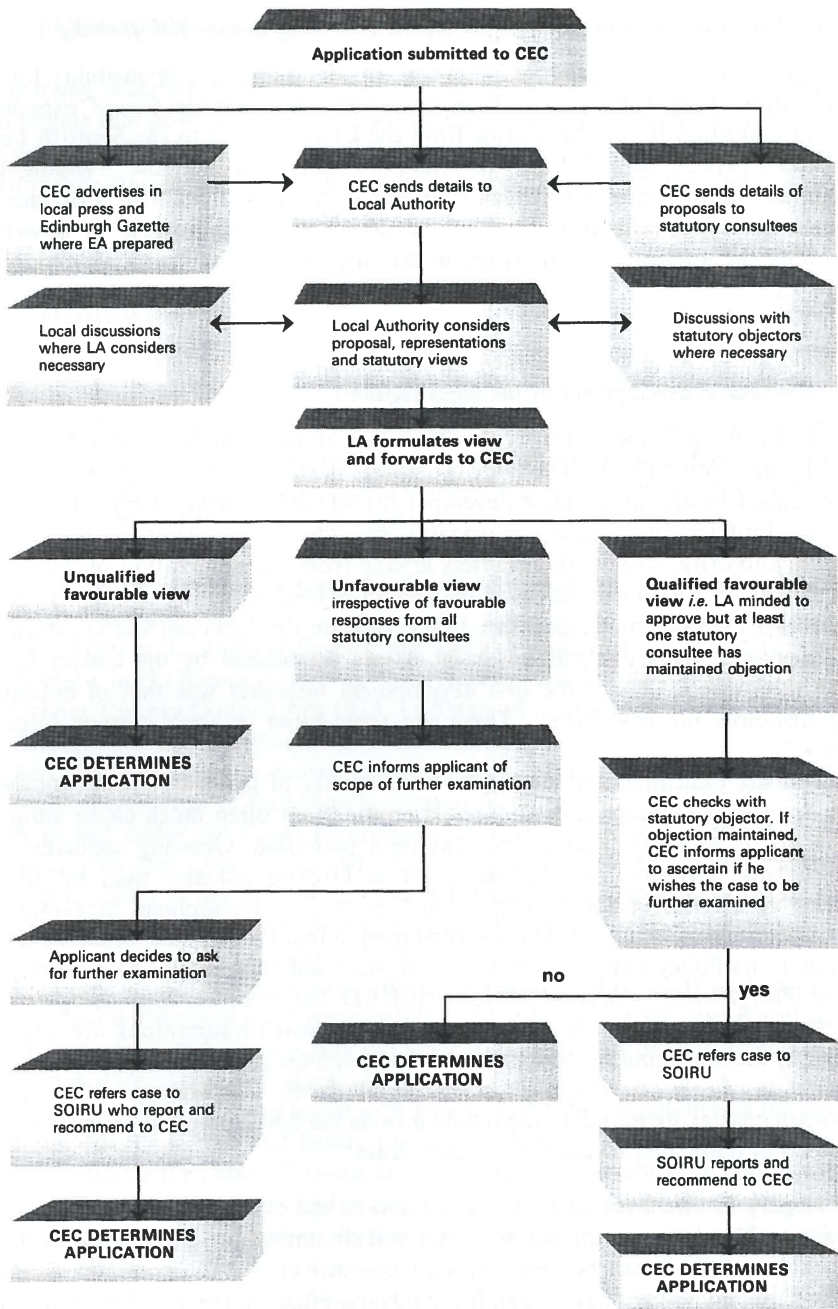 Application submitted to CEC
CEC advertises in
local press and
Edinburgh Gazette
where EA prepared
CEC sends details to
Local Authority
CEC sends details of
proposals to
statutory consultees
Local discussions
where LA considers
necessary
Local Authority considers
proposal, representations
and statutory views
Discussions with
statutory objectors
where necessary
LA formulates view
and forwards to CEC
Unqualified
favourable view
Unfavourable view
irrespective of favourable
responses from all
statutory consultees
Qualified favourable
view i.e. LA minded to
approve but at least
one statutory
consultee has
maintained objection
CEC DETERMINES
APPLICATION
CEC informs applicant of
scope of further examination
CEC checks with
statutory objector. If
objection maintained,
CEC informs applicant
to ascertain if he
wishes the case to be
further examined
Applicant decides to ask
for further examination
no
yes
CEC refers case to
SOIRU who report and
recommend to CEC
CEC DETERMINES
APPLICATION
CEC refers case to
SOIRU
SOIRU reports and
recommend to CEC
CEC DETERMINES
APPLICATION
CEC DETERMINES
APPLICATION